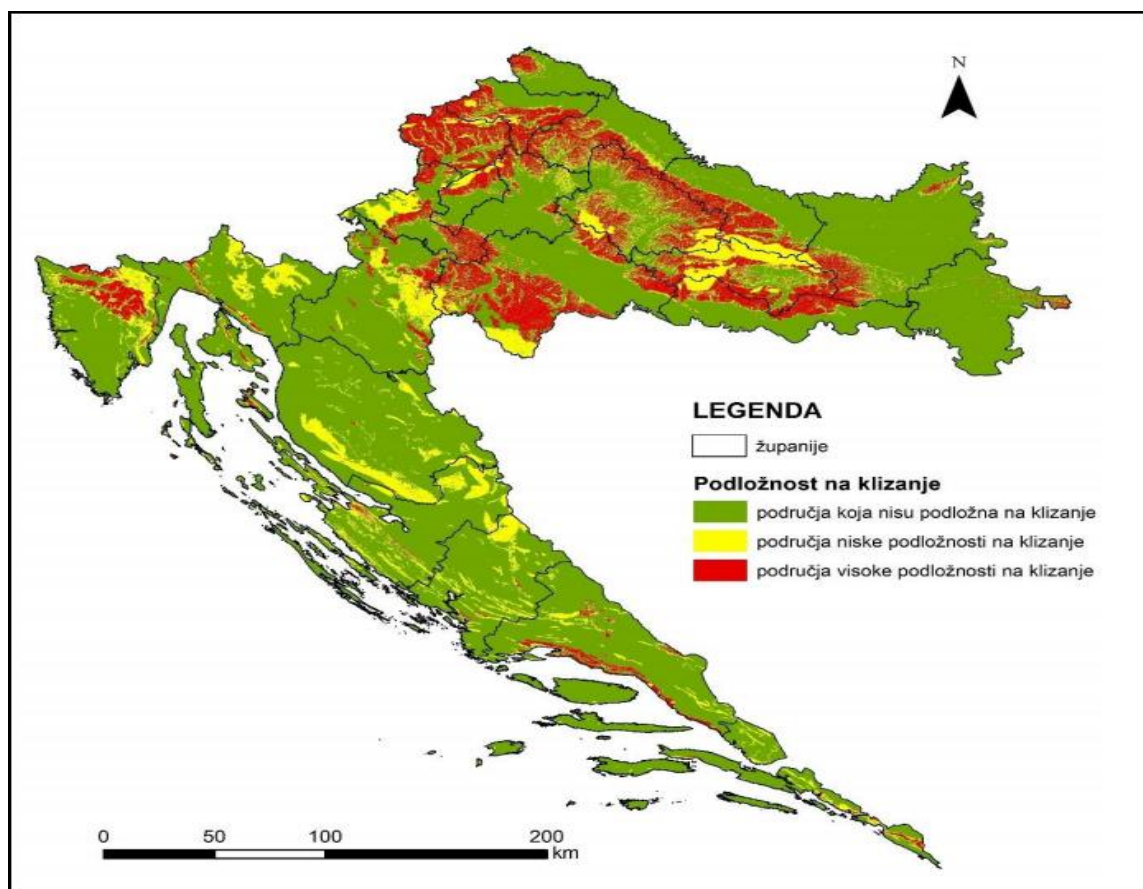 N
LEGENDA
županije
Podložnost na klizanje
područja koja nisu podložna na klizanje
područja niske podložnosti na klizanje
područja visoke podložnosti na klizanje
0 50 100 200
km